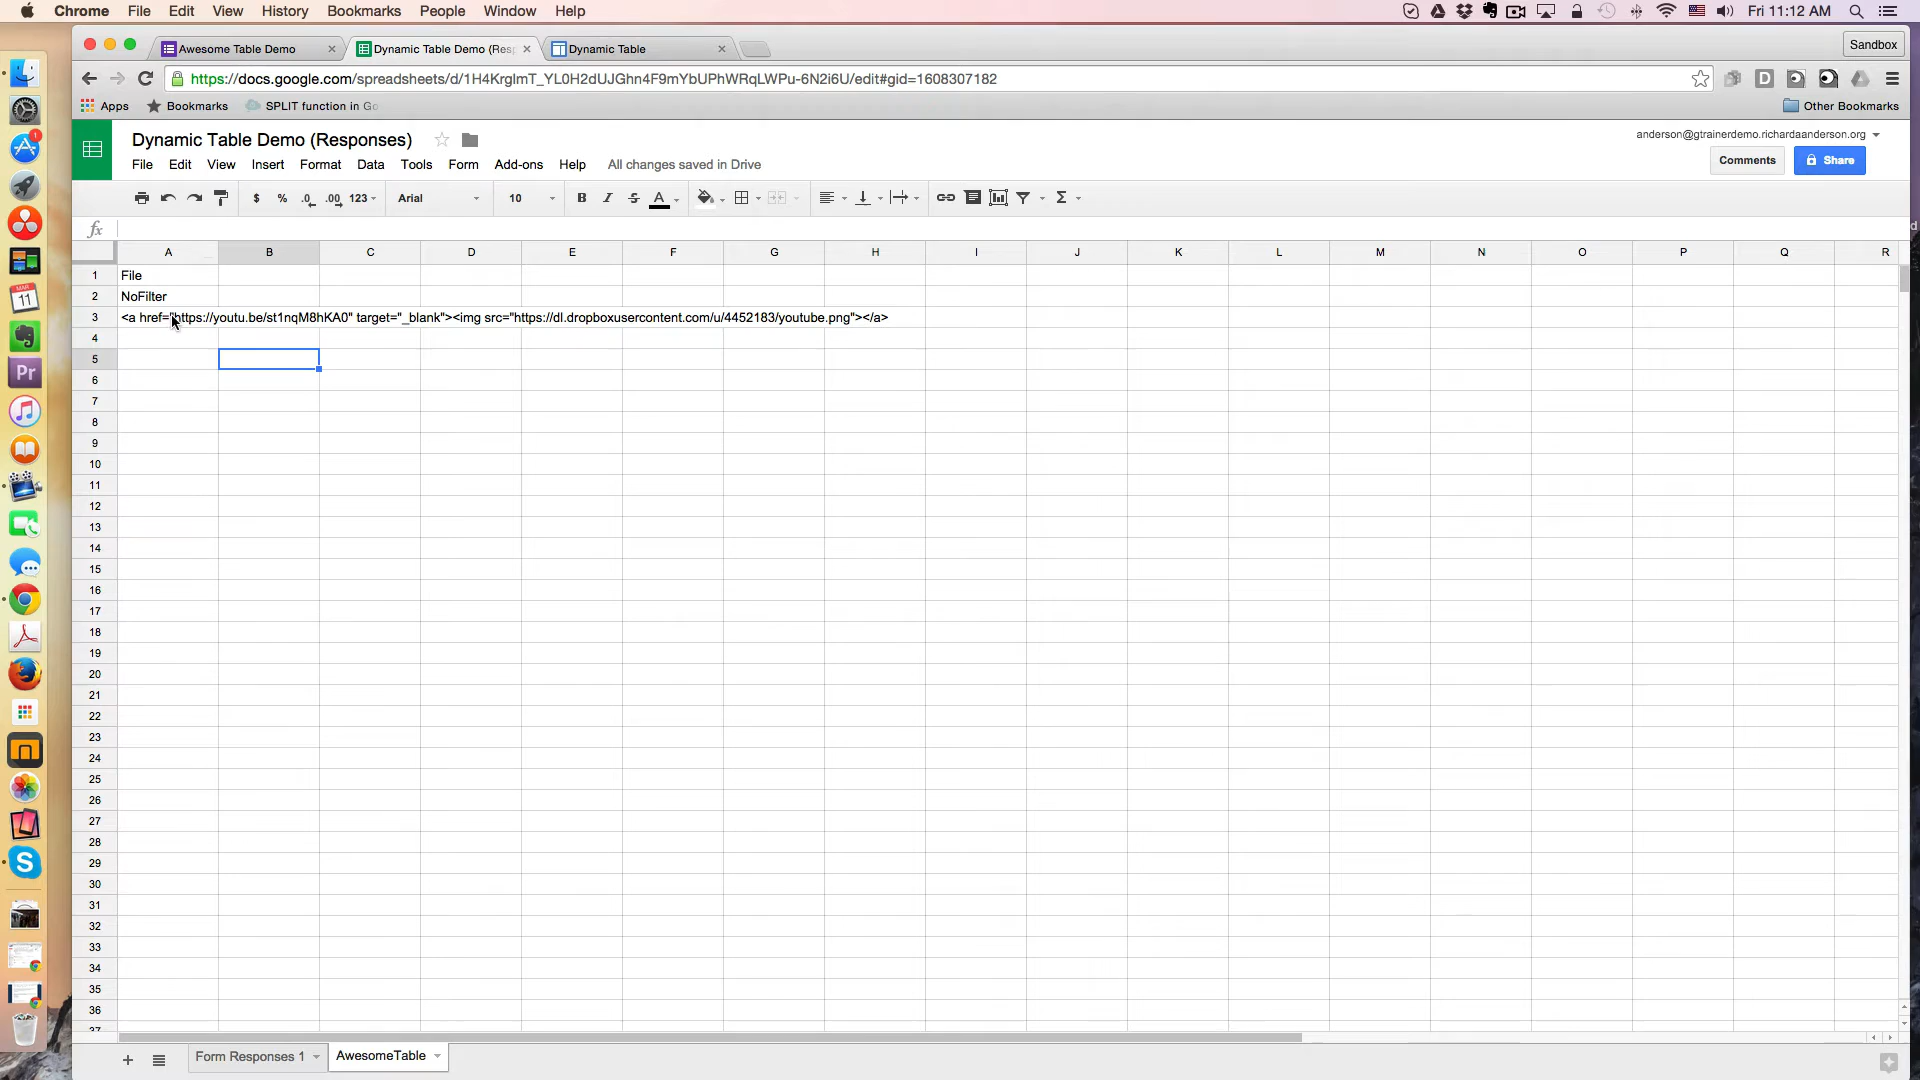 Chrome File Edit View History Bookmarks People Window Help Fri 11:12 AM
Awesome Table Demo Dynamic Table Demo (Resp Dynamic Table Sandbox
https://docs.google.com/spreadsheets/d/1H4KrglmT_YL0H2dUJGhn4F9mYbUPhWRqLWPu-6N2i6U/edit#gid=1608307182
Apps Bookmarks SPLIT function in Go Other Bookmarks
Dynamic Table Demo (Responses) anderson@gtrainerdemo.richardaanderson.org
File Edit View Insert Format Data Tools Form Add-ons Help All changes saved in Drive Comments Share
$ % .0 .00 123 Arial 10 B I S A Σ
fx
A B C D E F G H I J K L M N O P Q R
1 File
2 NoFilter
3 <a href="https://youtu.be/st1nqM8hKA0" target="_blank"><img src="https://dl.dropboxusercontent.com/u/4452183/youtube.png"></a>
4
5
6
7
8
9
10
11
12
13
14
15
16
17
18
19
20
21
22
23
24
25
26
27
28
29
30
31
32
33
34
35
36
37
Form Responses 1 AwesomeTable